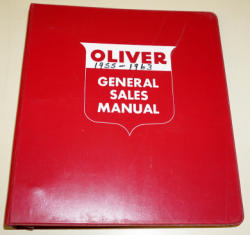 OLIVER
1955-1963
GENERAL
SALES
MANUAL